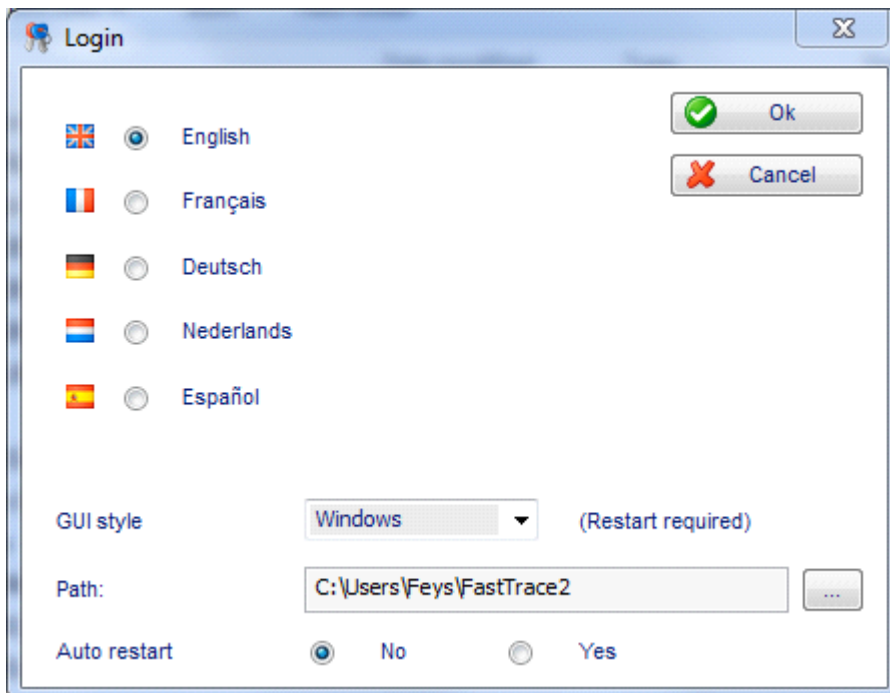 Login
Ok
English
Cancel
Français
Deutsch
Nederlands
Español
GUI style Windows (Restart required)
Path: C:\Users\Feys\FastTrace2 ...
Auto restart No Yes